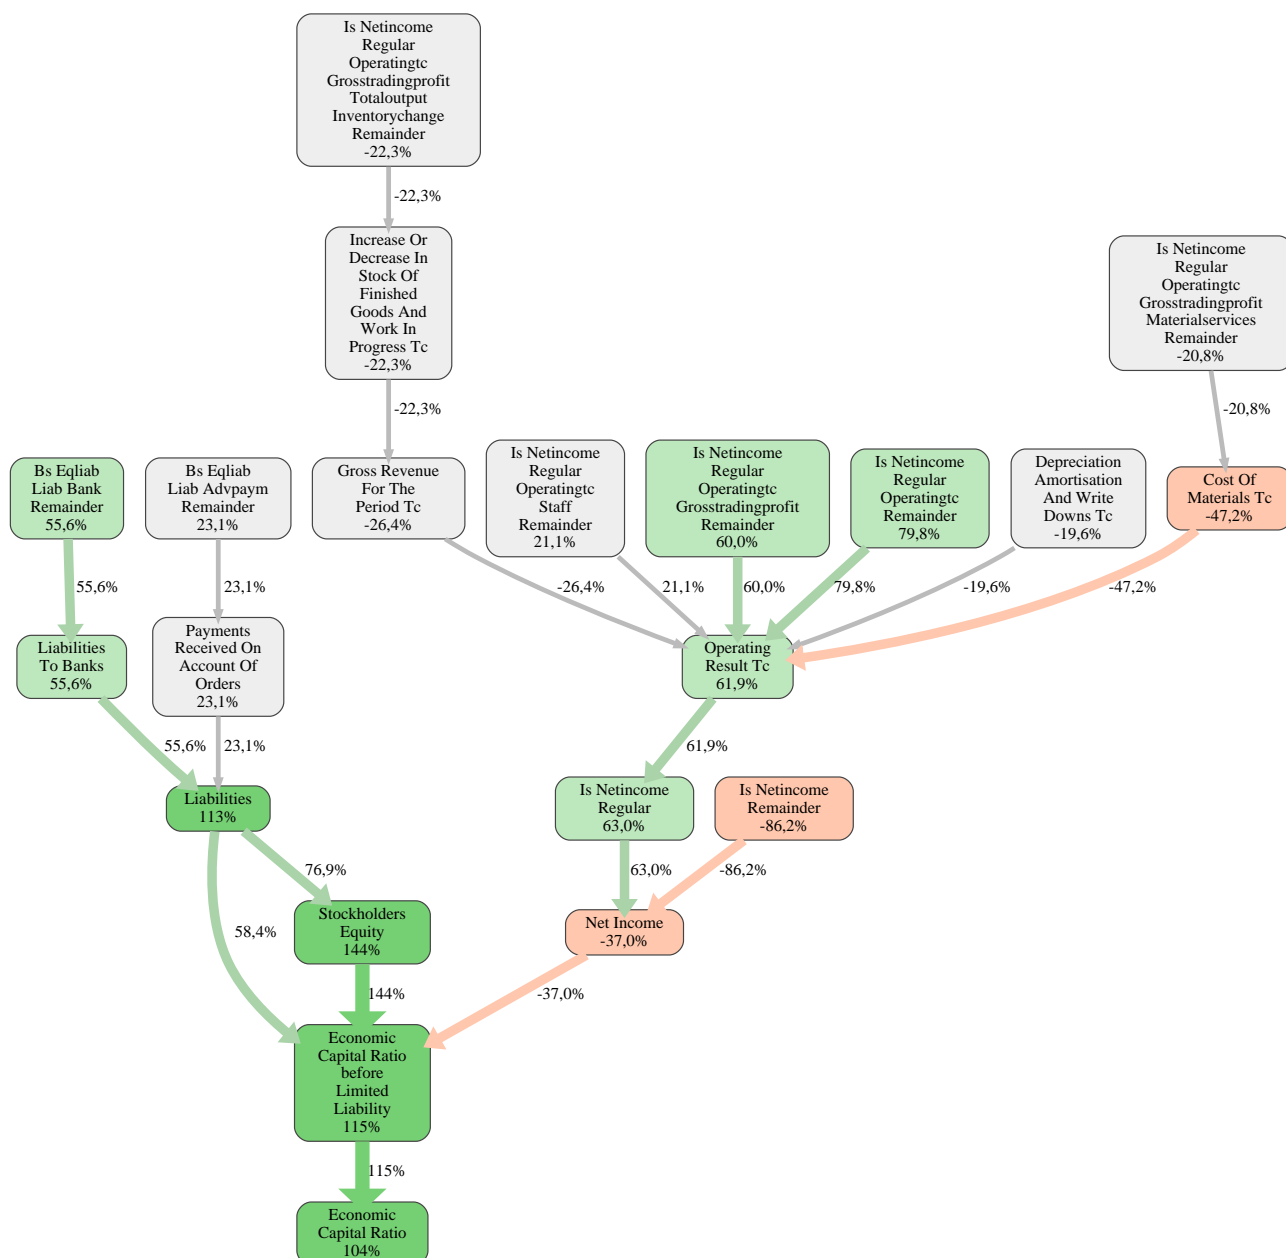 Is Netincome
Regular
Operatingtc
Grosstradingprofit
Totaloutput
Inventorychange
Remainder
-22,3%
-22,3%
Increase Or
Decrease In
Stock Of
Finished
Goods And
Work In
Progress Tc
-22,3%
Is Netincome
Regular
Operatingtc
Grosstradingprofit
Materialservices
Remainder
-20,8%
-22,3%
-20,8%
Bs Eqliab
Liab Bank
Remainder
55,6%
Bs Eqliab
Liab Advpaym
Remainder
23,1%
Gross Revenue
For The
Period Tc
-26,4%
Is Netincome
Regular
Operatingtc
Staff
Remainder
21,1%
Is Netincome
Regular
Operatingtc
Grosstradingprofit
Remainder
60,0%
Is Netincome
Regular
Operatingtc
Remainder
79,8%
Depreciation
Amortisation
And Write
Downs Tc
-19,6%
Cost Of
Materials Tc
-47,2%
55,6%
23,1%
-26,4%
21,1%
60,0%
79,8%
-19,6%
-47,2%
Liabilities
To Banks
55,6%
Payments
Received On
Account Of
Orders
23,1%
Operating
Result Tc
61,9%
55,6%
23,1%
61,9%
Liabilities
113%
Is Netincome
Regular
63,0%
Is Netincome
Remainder
-86,2%
76,9%
63,0%
-86,2%
58,4%
Stockholders
Equity
144%
Net Income
-37,0%
144%
-37,0%
Economic
Capital Ratio
before
Limited
Liability
115%
115%
Economic
Capital Ratio
104%